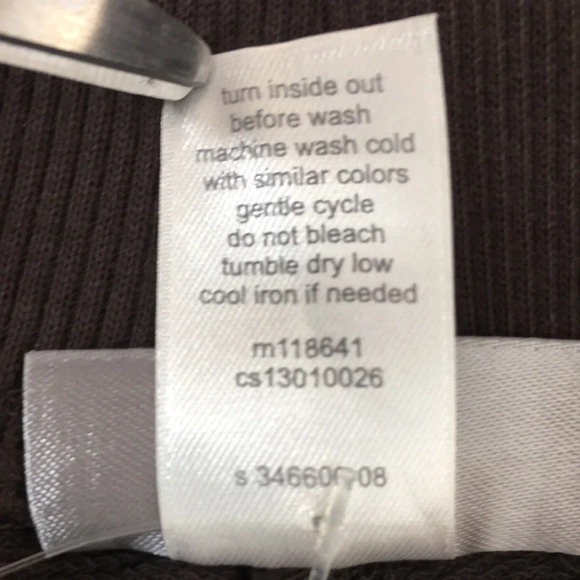 turn inside out
before wash
machine wash cold
with similar colors
gentle cycle
do not bleach
tumble dry low
cool iron if needed
m118641
cs13010026
s